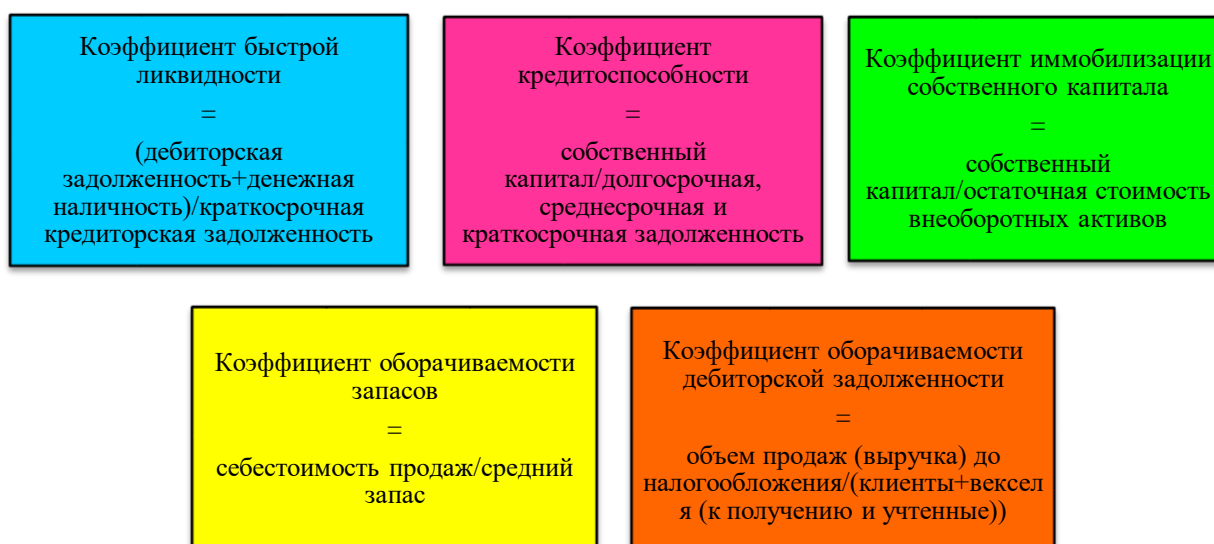 Коэффициент быстрой
ликвидности
=
(дебиторская
задолженность+денежная
наличность)/краткосрочная
кредиторская задолженность
Коэффициент
кредитоспособности
=
собственный
капитал/долгосрочная,
среднесрочная и
краткосрочная задолженность
Коэффициент иммобилизации
собственного капитала
=
собственный
капитал/остаточная стоимость
внеоборотных активов
Коэффициент оборачиваемости
запасов
=
себестоимость продаж/средний
запас
Коэффициент оборачиваемости
дебиторской задолженности
=
объем продаж (выручка) до
налогообложения/(клиенты+вексел
я (к получению и учтенные))